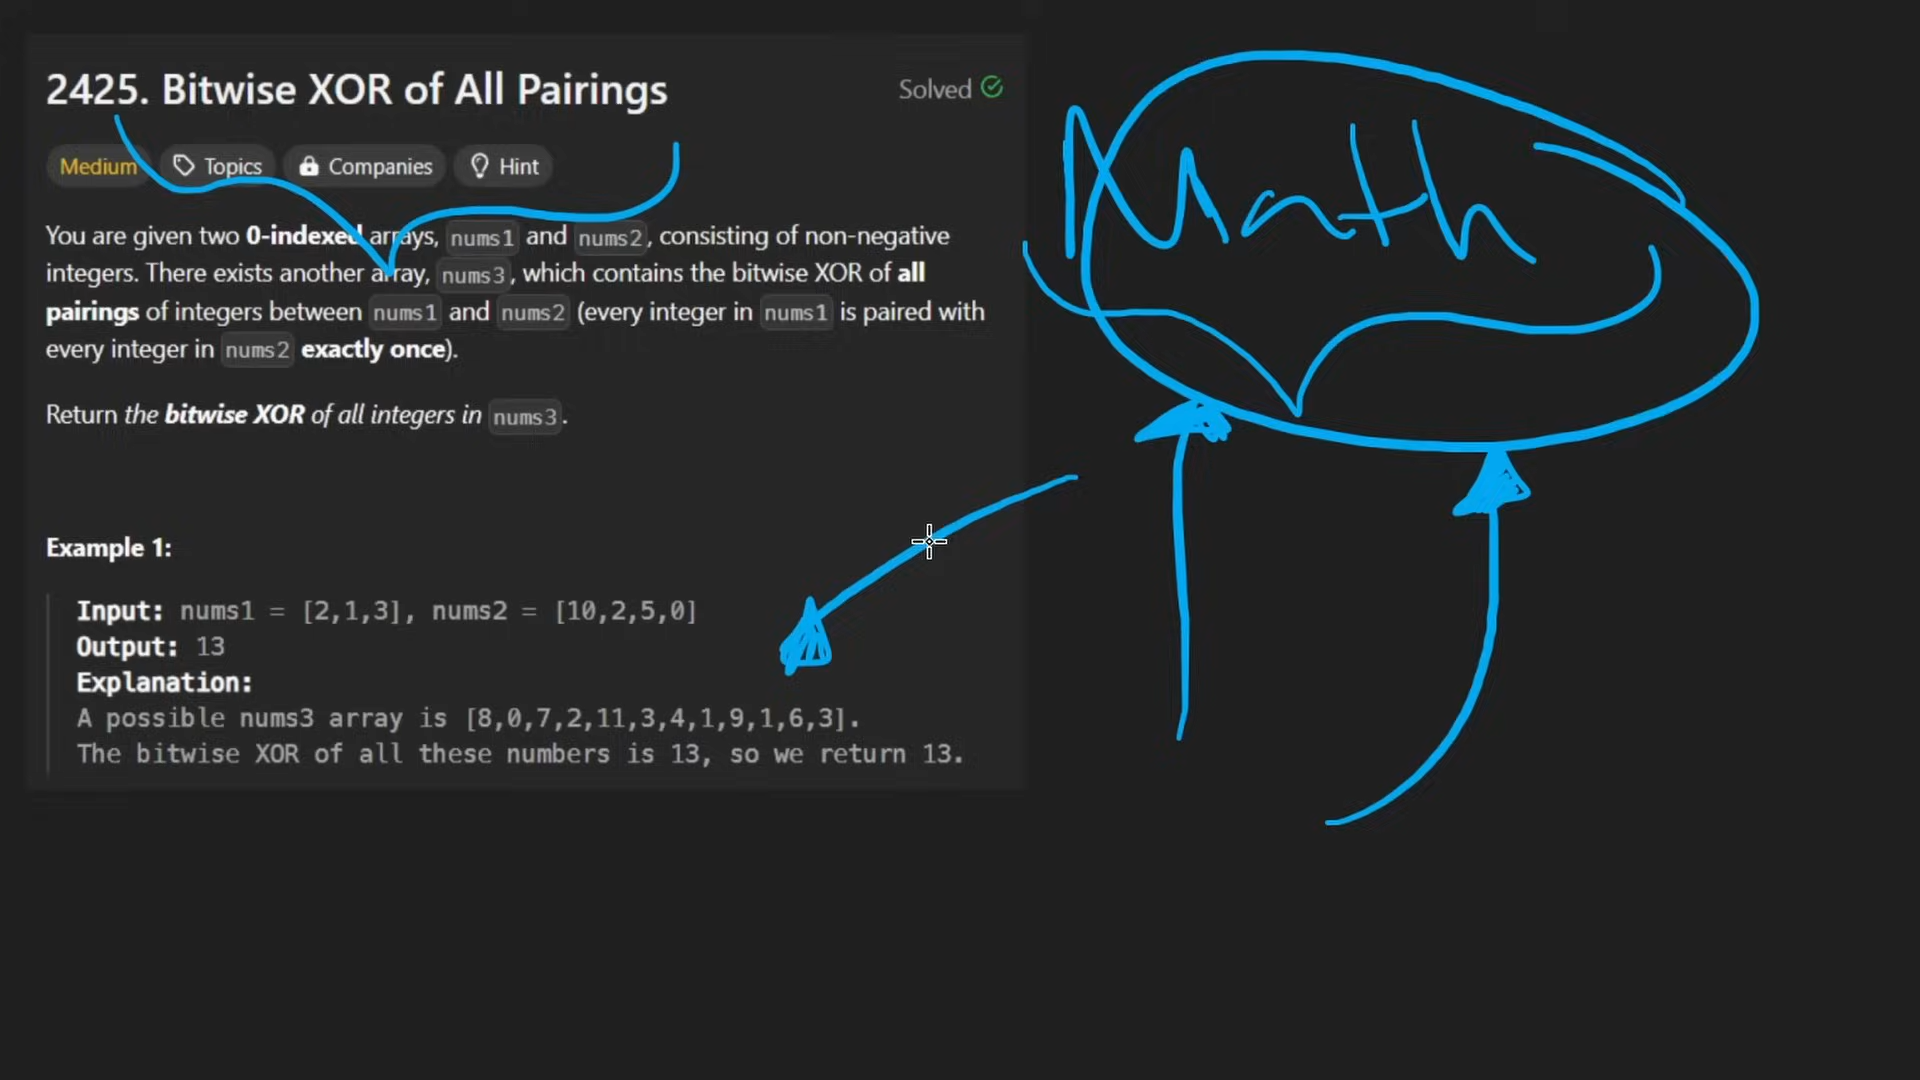 2425. Bitwise XOR of All Pairings
Solved
Medium Topics Companies Hint
You are given two 0-indexed arrays, nums1 and nums2, consisting of non-negative
integers. There exists another array, nums3, which contains the bitwise XOR of all
pairings of integers between nums1 and nums2 (every integer in nums1 is paired with
every integer in nums2 exactly once).
Return the bitwise XOR of all integers in nums3.
Example 1:
Input: nums1 = [2,1,3], nums2 = [10,2,5,0]
Output: 13
Explanation:
A possible nums3 array is [8,0,7,2,11,3,4,1,9,1,6,3].
The bitwise XOR of all these numbers is 13, so we return 13.
Math